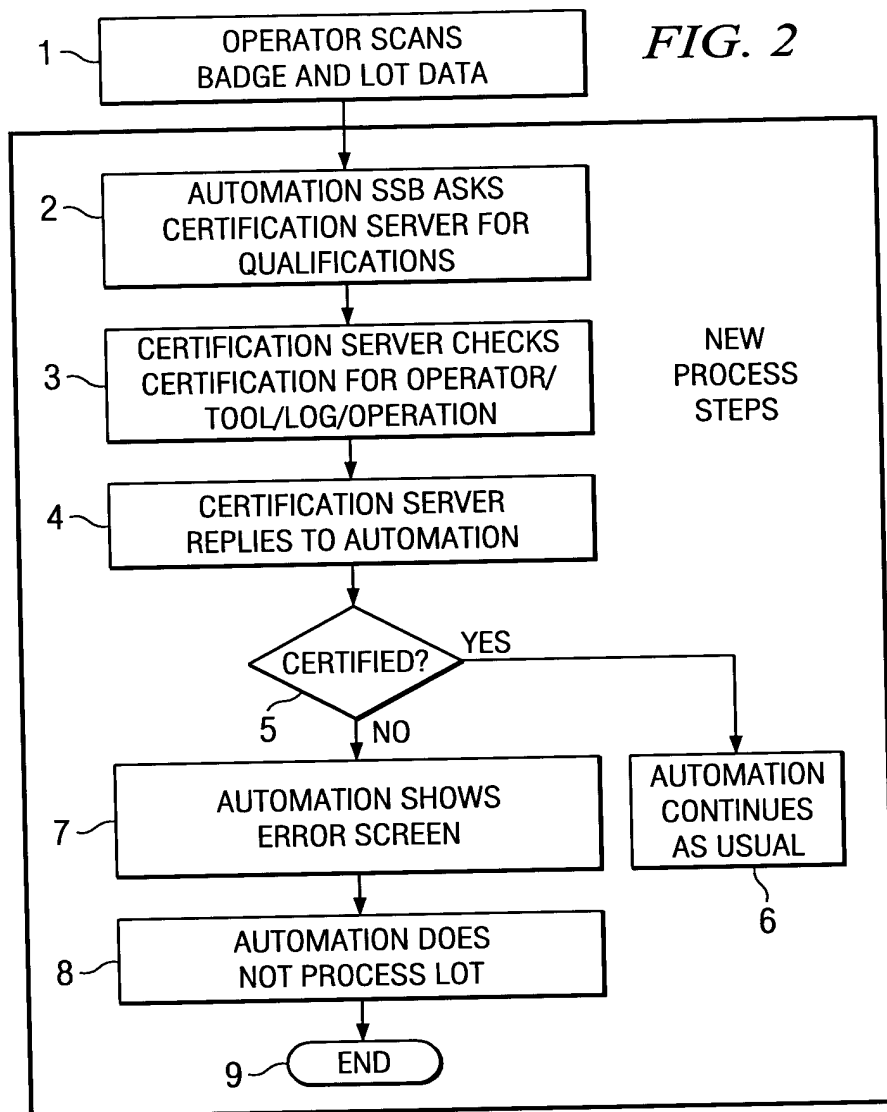 FIG. 2
1
OPERATOR SCANS
BADGE AND LOT DATA
2
AUTOMATION SSB ASKS
CERTIFICATION SERVER FOR
QUALIFICATIONS
3
CERTIFICATION SERVER CHECKS
CERTIFICATION FOR OPERATOR/
TOOL/LOG/OPERATION
NEW
PROCESS
STEPS
4
CERTIFICATION SERVER
REPLIES TO AUTOMATION
CERTIFIED?
YES
5
NO
7
AUTOMATION SHOWS
ERROR SCREEN
AUTOMATION
CONTINUES
AS USUAL
6
8
AUTOMATION DOES
NOT PROCESS LOT
9
END